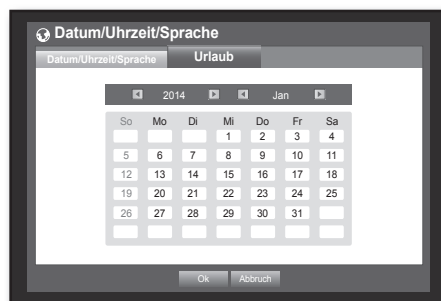 Datum/Uhrzeit/Sprache
Datum/Uhrzeit/Sprache Urlaub
2014 Jan
So Mo Di Mi Do Fr Sa
1 2 3 4
5 6 7 8 9 10 11
12 13 14 15 16 17 18
19 20 21 22 23 24 25
26 27 28 29 30 31
Ok Abbruch